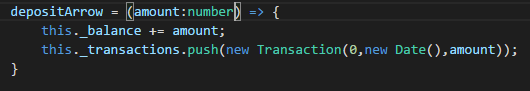 depositArrow = (amount:number) => {
    this._balance += amount;
    this._transactions.push(new Transaction(0,new Date(),amount));
}